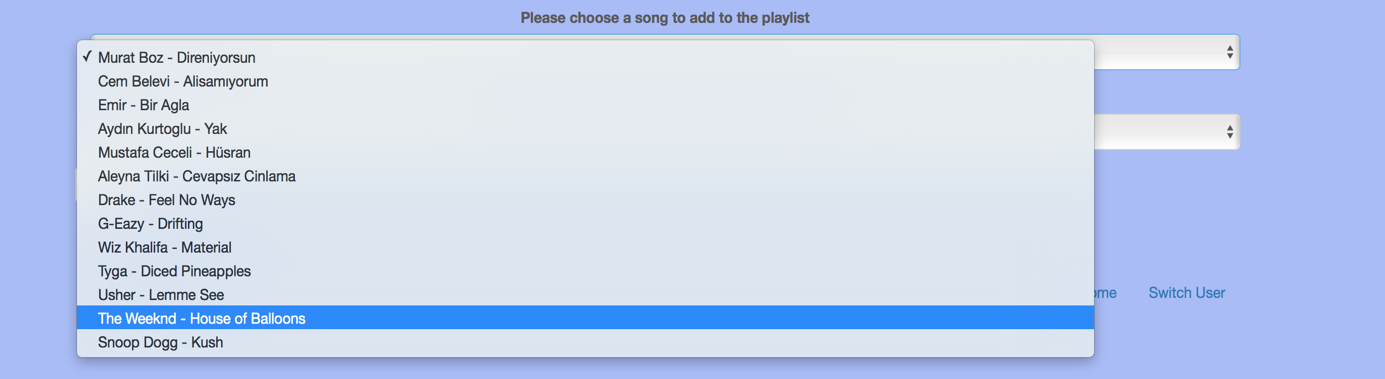 Please choose a song to add to the playlist
✓ Murat Boz - Direniyorsun
Cem Belevi - Alisamıyorum
Emir - Bir Agla
Aydın Kurtoglu - Yak
Mustafa Ceceli - Hüsran
Aleyna Tilki - Cevapsız Cinlama
Drake - Feel No Ways
G-Eazy - Drifting
Wiz Khalifa - Material
Tyga - Diced Pineapples
Usher - Lemme See
Switch User
The Weeknd - House of Balloons
Snoop Dogg - Kush